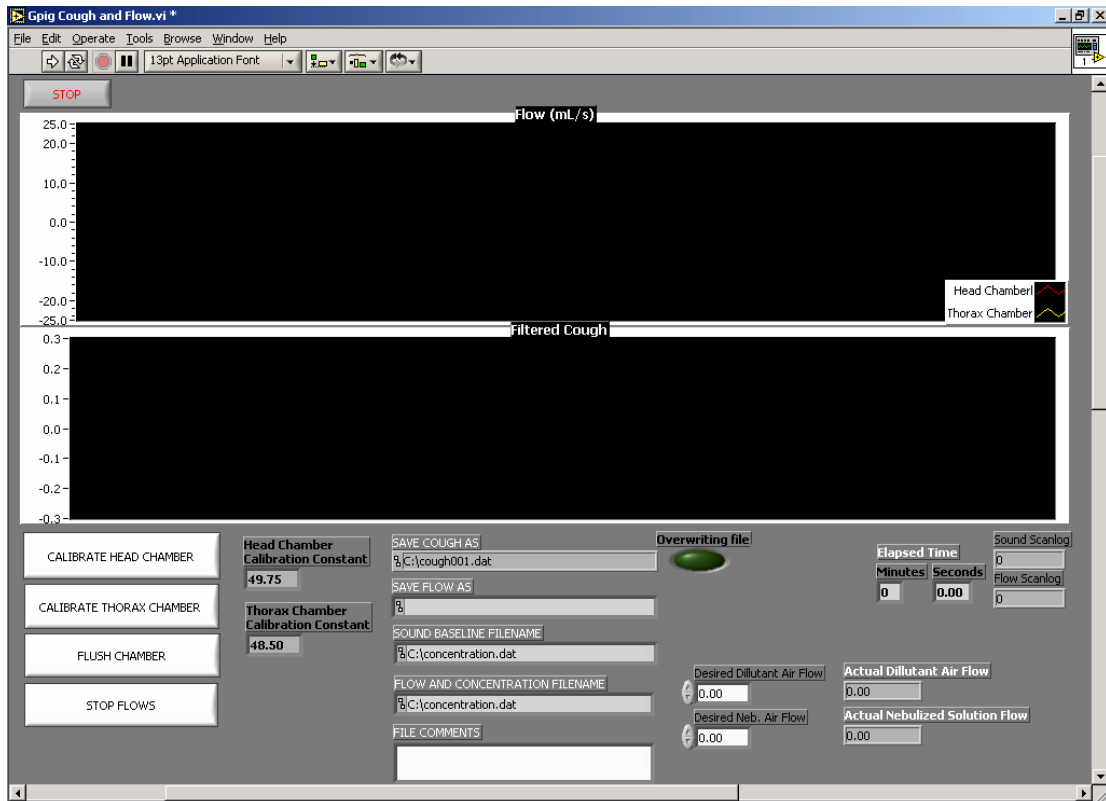 Gpig Cough and Flow.vi *
File Edit Operate Tools Browse Window Help
13pt Application Font
1
STOP
Flow (mL/s)
25.0
20.0
10.0
0.0
-10.0
-20.0
-25.0
Head Chamberl
Thorax Chamber
Filtered Cough
0.3
0.2
0.1
0.0
-0.1
-0.2
-0.3
CALIBRATE HEAD CHAMBER
CALIBRATE THORAX CHAMBER
FLUSH CHAMBER
STOP FLOWS
Head Chamber
Calibration Constant
49.75
Thorax Chamber
Calibration Constant
48.50
SAVE COUGH AS
C:\cough001.dat
SAVE FLOW AS
SOUND BASELINE FILENAME
C:\concentration.dat
FLOW AND CONCENTRATION FILENAME
C:\concentration.dat
FILE COMMENTS
Overwriting file
Desired Dillutant Air Flow
0.00
Desired Neb. Air Flow
0.00
Elapsed Time
Minutes Seconds
0 0.00
Sound Scanlog
0
Flow Scanlog
0
Actual Dillutant Air Flow
0.00
Actual Nebulized Solution Flow
0.00